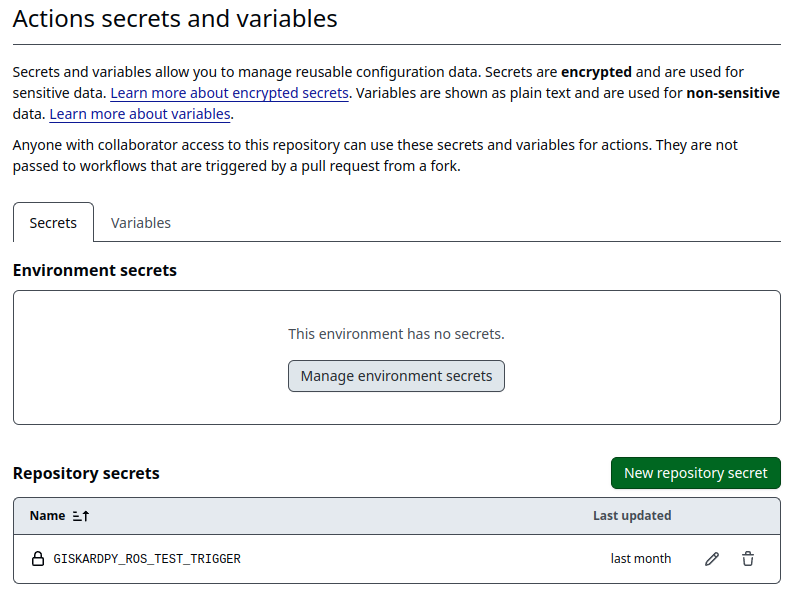 Actions secrets and variables
Secrets and variables allow you to manage reusable configuration data. Secrets are encrypted and are used for
sensitive data. Learn more about encrypted secrets. Variables are shown as plain text and are used for non-sensitive
data. Learn more about variables.
Anyone with collaborator access to this repository can use these secrets and variables for actions. They are not
passed to workflows that are triggered by a pull request from a fork.
Secrets Variables
Environment secrets
This environment has no secrets.
Manage environment secrets
Repository secrets New repository secret
Name Last updated
GISKARDPY_ROS_TEST_TRIGGER last month